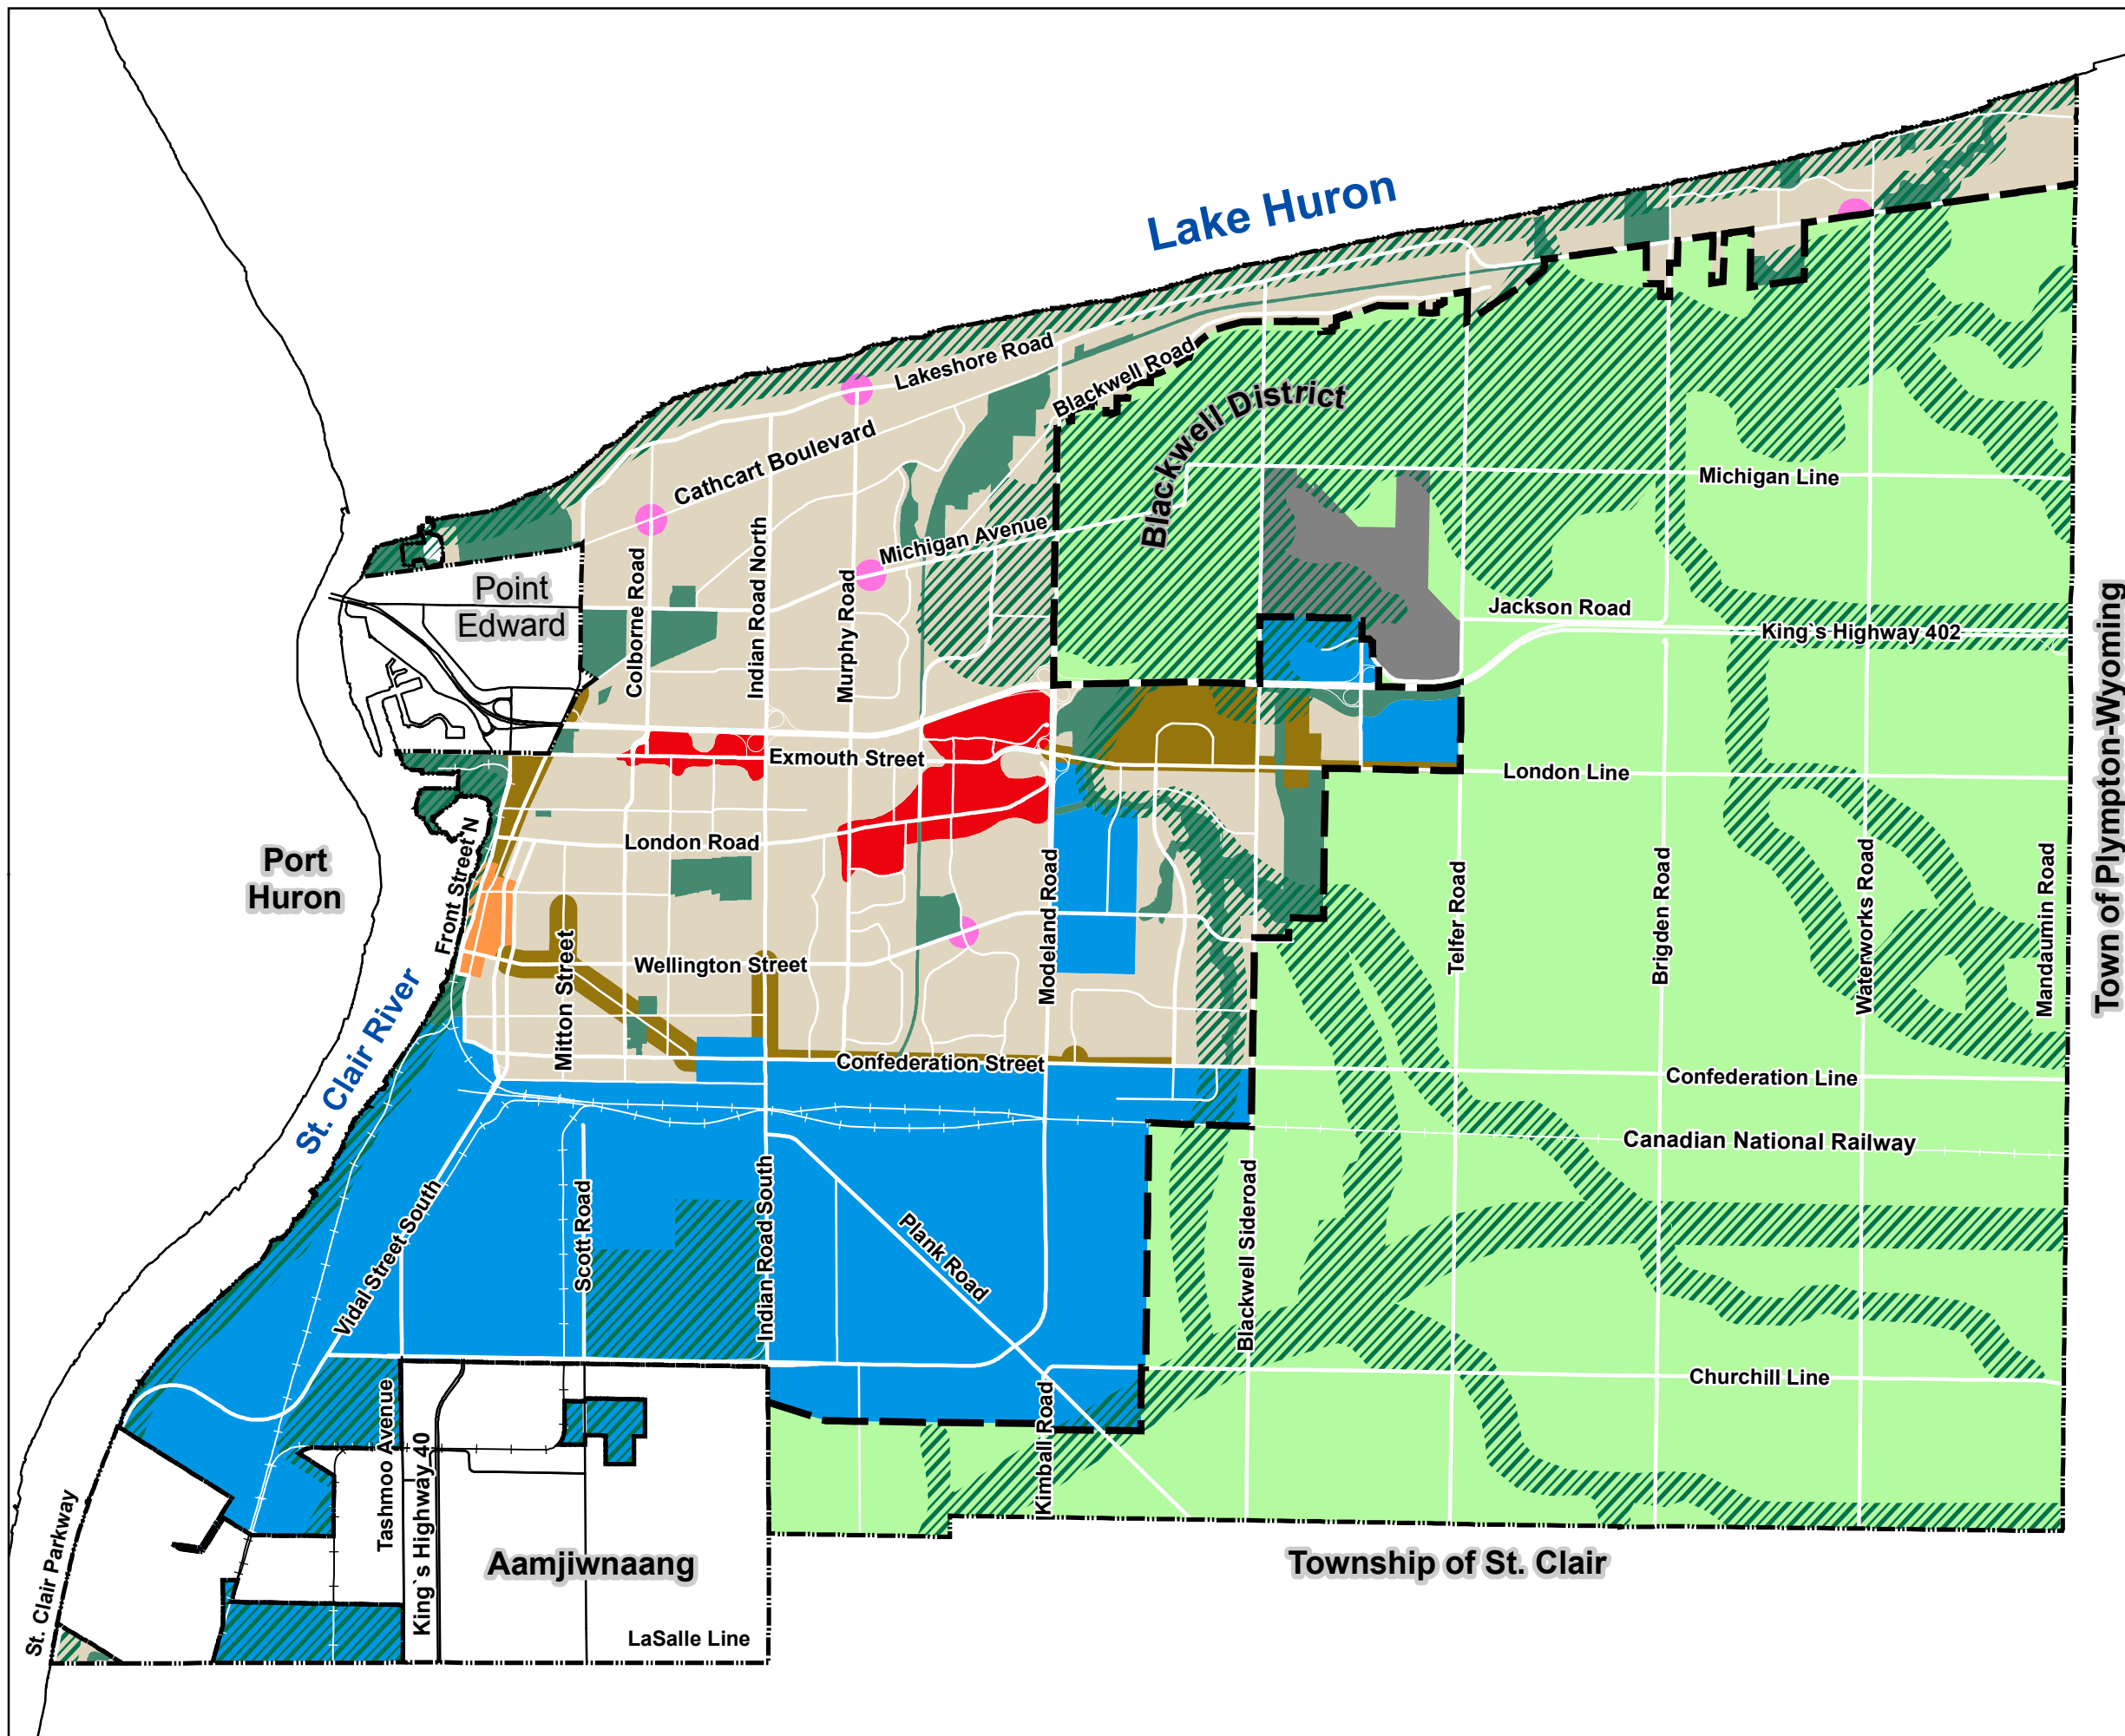 Lake Huron
Lakeshore Road
Blackwell Road
Blackwell District
Cathcart Boulevard
Michigan Line
Michigan Avenue
Point
Edward
Colborne Road
Indian Road North
Murphy Road
Jackson Road
King`s Highway 402
Town of Plympton-Wyoming
Exmouth Street
London Line
Port
Huron
Front Street N
London Road
Modeland Road
Telfer Road
Brigden Road
Waterworks Road
Mandaumin Road
Mitton Street
Wellington Street
St. Clair River
Confederation Street
Confederation Line
Canadian National Railway
Vidal Street South
Scott Road
Indian Road South
Plank Road
Blackwell Sideroad
Churchill Line
Tashmoo Avenue
King`s Highway 40
Kimball Road
St. Clair Parkway
Aamjiwnaang
Township of St. Clair
LaSalle Line